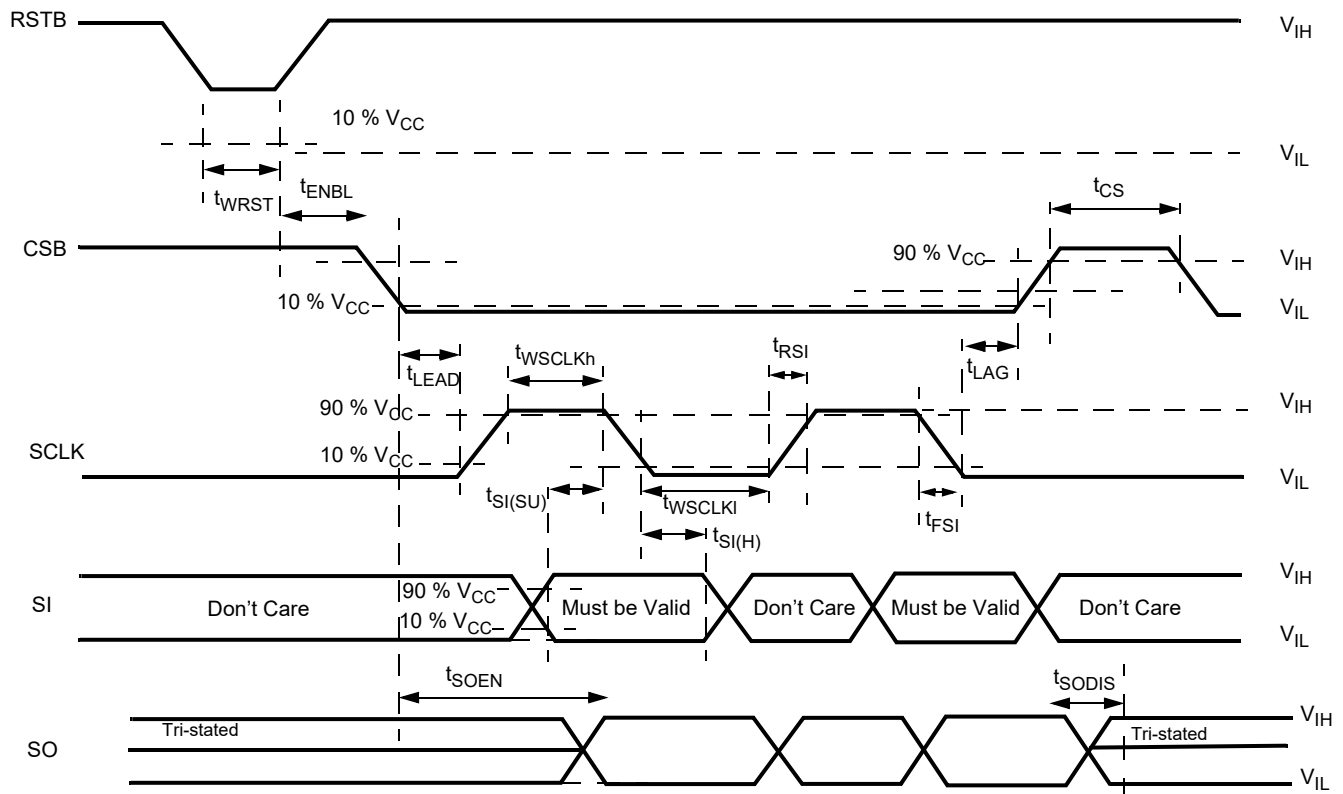 RSTB
V_IH
10 % V_CC
V_IL
t_WRST
t_ENBL
t_CS
CSB
90 % V_CC
V_IH
10 % V_CC
V_IL
t_LEAD
t_WSCLKh
t_RSI
t_LAG
90 % V_CC
V_IH
SCLK
10 % V_CC
V_IL
t_SI(SU)
t_WSCLKl
t_FSI
t_SI(H)
SI
Don't Care
90 % V_CC
10 % V_CC
Must be Valid
Don't Care
Must be Valid
Don't Care
V_IH
V_IL
t_SOEN
t_SODIS
SO
Tri-stated
Tri-stated
V_IH
V_IL